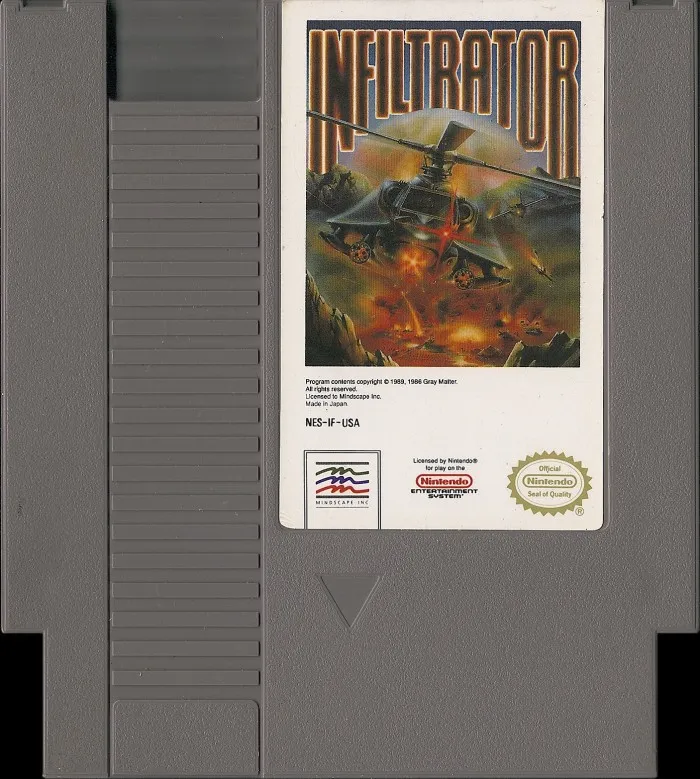 INFILTRATOR
Program contents copyright © 1989, 1986 Gray Matter.
All rights reserved.
Licensed to Mindscape Inc.
Made in Japan.
NES-IF-USA
MINDSCAPE INC
Licensed by Nintendo®
for play on the
Nintendo
ENTERTAINMENT
SYSTEM™
Official
Nintendo
Seal of Quality
®